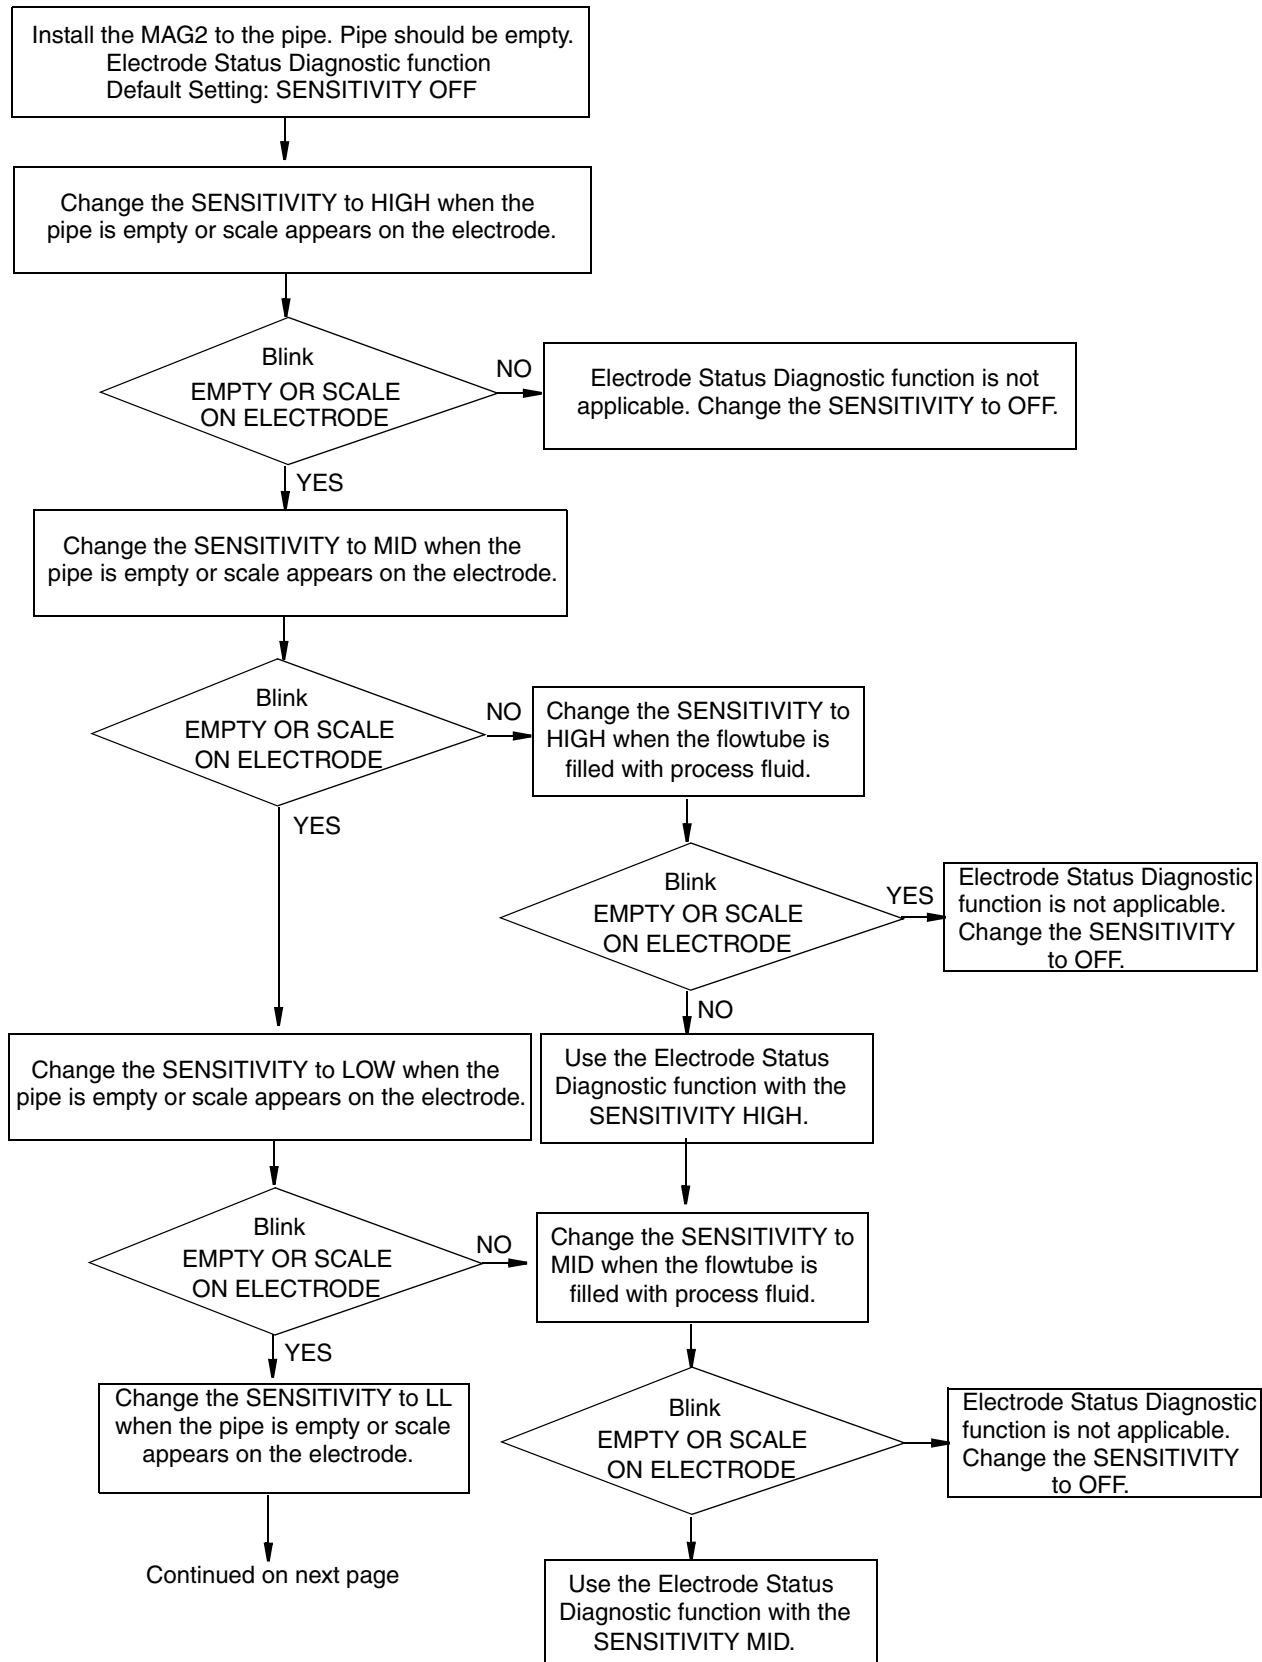 Install the MAG2 to the pipe. Pipe should be empty.
Electrode Status Diagnostic function
Default Setting: SENSITIVITY OFF
Change the SENSITIVITY to HIGH when the
pipe is empty or scale appears on the electrode.
Blink
EMPTY OR SCALE
ON ELECTRODE
NO
Electrode Status Diagnostic function is not
applicable. Change the SENSITIVITY to OFF.
YES
Change the SENSITIVITY to MID when the
pipe is empty or scale appears on the electrode.
Blink
EMPTY OR SCALE
ON ELECTRODE
NO
Change the SENSITIVITY to
HIGH when the flowtube is
filled with process fluid.
YES
Blink
EMPTY OR SCALE
ON ELECTRODE
YES
Electrode Status Diagnostic
function is not applicable.
Change the SENSITIVITY
to OFF.
NO
Change the SENSITIVITY to LOW when the
pipe is empty or scale appears on the electrode.
Use the Electrode Status
Diagnostic function with the
SENSITIVITY HIGH.
Blink
EMPTY OR SCALE
ON ELECTRODE
NO
Change the SENSITIVITY to
MID when the flowtube is
filled with process fluid.
YES
Change the SENSITIVITY to LL
when the pipe is empty or scale
appears on the electrode.
Blink
EMPTY OR SCALE
ON ELECTRODE
Electrode Status Diagnostic
function is not applicable.
Change the SENSITIVITY
to OFF.
Continued on next page
Use the Electrode Status
Diagnostic function with the
SENSITIVITY MID.